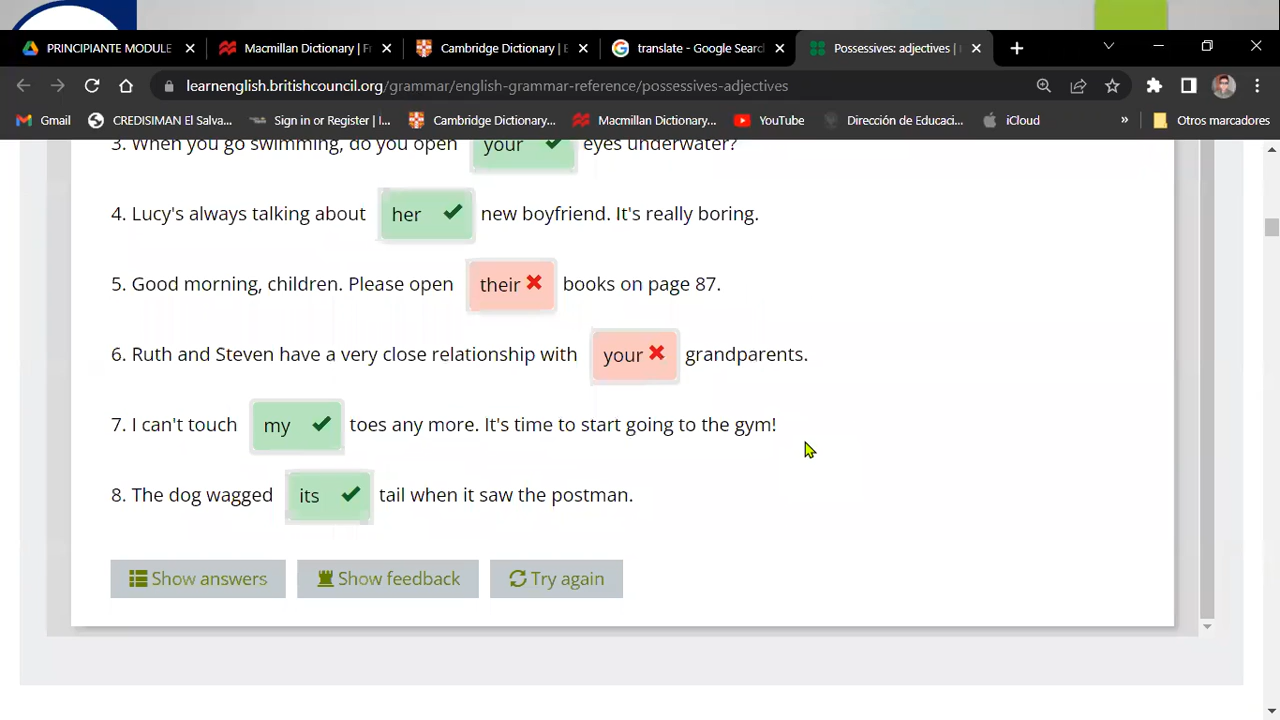 PRINCIPIANTE MODULE
Macmillan Dictionary | Fr
Cambridge Dictionary | E
translate - Google Searc
Possessives: adjectives |
learnenglish.britishcouncil.org/grammar/english-grammar-reference/possessives-adjectives
Gmail
CREDISIMAN El Salva...
Sign in or Register | I...
Cambridge Dictionary...
Macmillan Dictionary...
YouTube
Dirección de Educaci...
iCloud
»
Otros marcadores
3. When you go swimming, do you open your eyes underwater?
4. Lucy's always talking about her new boyfriend. It's really boring.
5. Good morning, children. Please open their books on page 87.
6. Ruth and Steven have a very close relationship with your grandparents.
7. I can't touch my toes any more. It's time to start going to the gym!
8. The dog wagged its tail when it saw the postman.
Show answers
Show feedback
Try again